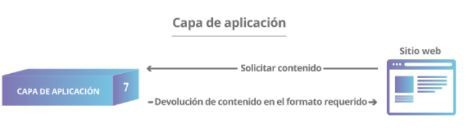 Capa de aplicación
Sitio web
Solicitar contenido
CAPA DE APLICACIÓN 7
Devolución de contenido en el formato requerido